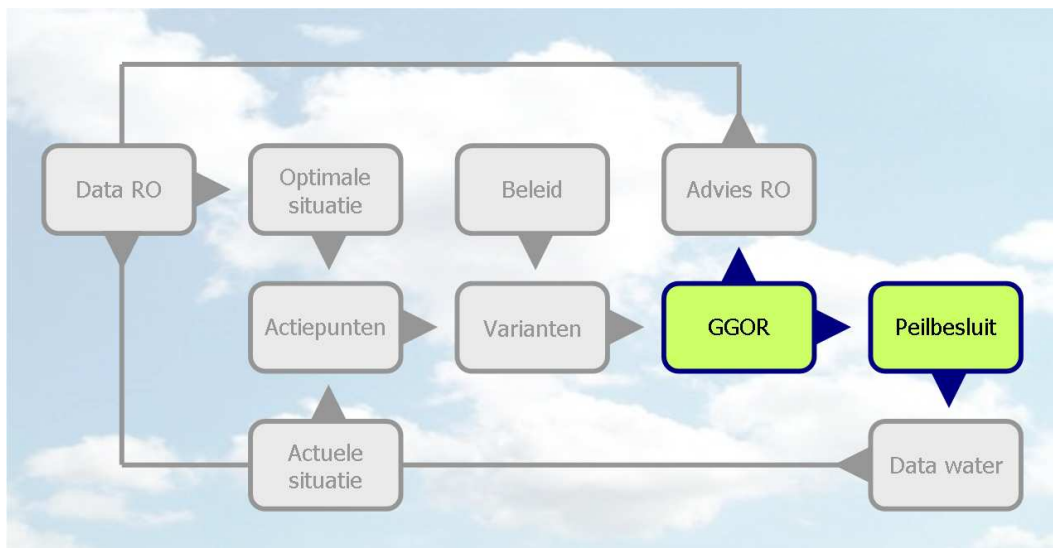 Data RO
Optimale
situatie
Beleid
Advies RO
Actiepunten
Varianten
GGOR
Peilbesluit
Actuele
situatie
Data water